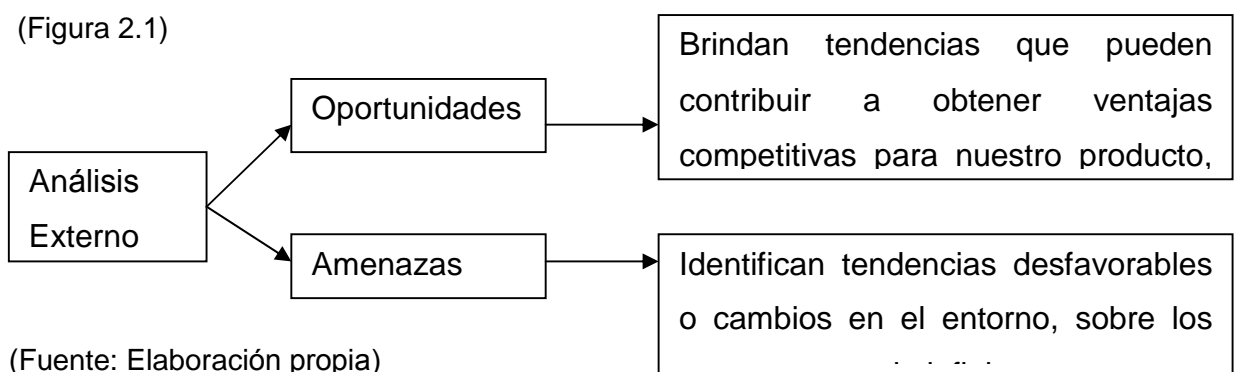 (Figura 2.1)
Oportunidades
Brindan tendencias que pueden
contribuir a obtener ventajas
competitivas para nuestro producto,
Análisis
Externo
Amenazas
Identifican tendencias desfavorables
o cambios en el entorno, sobre los
(Fuente: Elaboración propia)